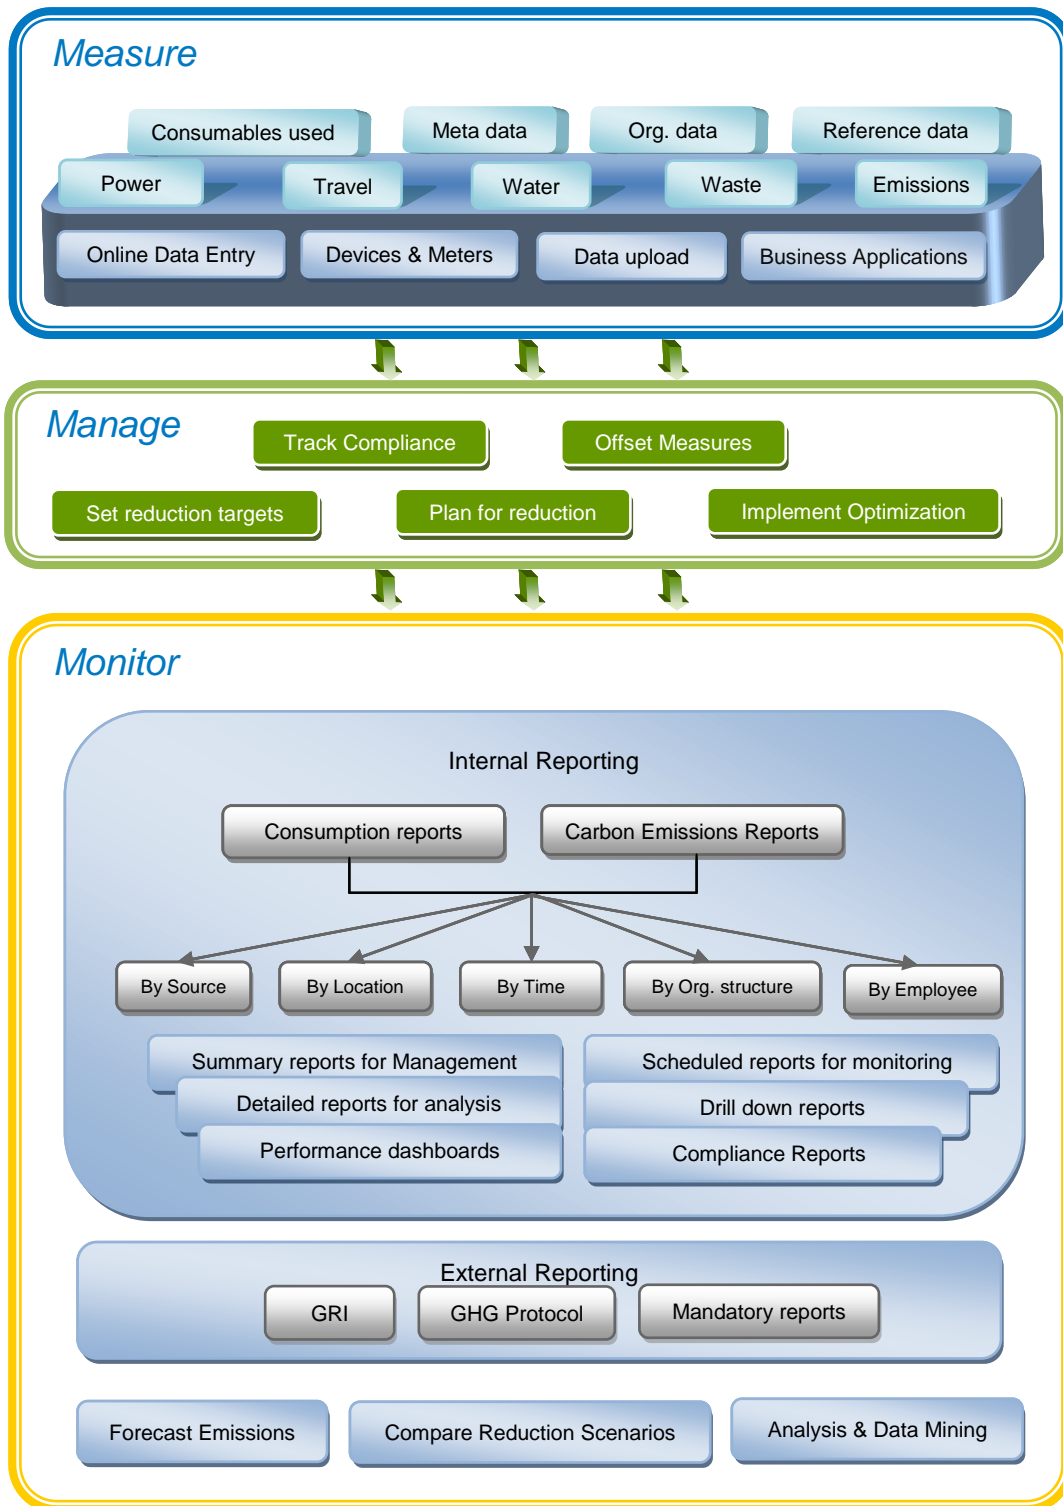 Measure
Consumables used
Meta data
Org. data
Reference data
Power
Travel
Water
Waste
Emissions
Online Data Entry
Devices & Meters
Data upload
Business Applications
Manage
Track Compliance
Offset Measures
Set reduction targets
Plan for reduction
Implement Optimization
Monitor
Internal Reporting
Consumption reports
Carbon Emissions Reports
By Source
By Location
By Time
By Org. structure
By Employee
Summary reports for Management
Scheduled reports for monitoring
Detailed reports for analysis
Drill down reports
Performance dashboards
Compliance Reports
External Reporting
GRI
GHG Protocol
Mandatory reports
Forecast Emissions
Compare Reduction Scenarios
Analysis & Data Mining